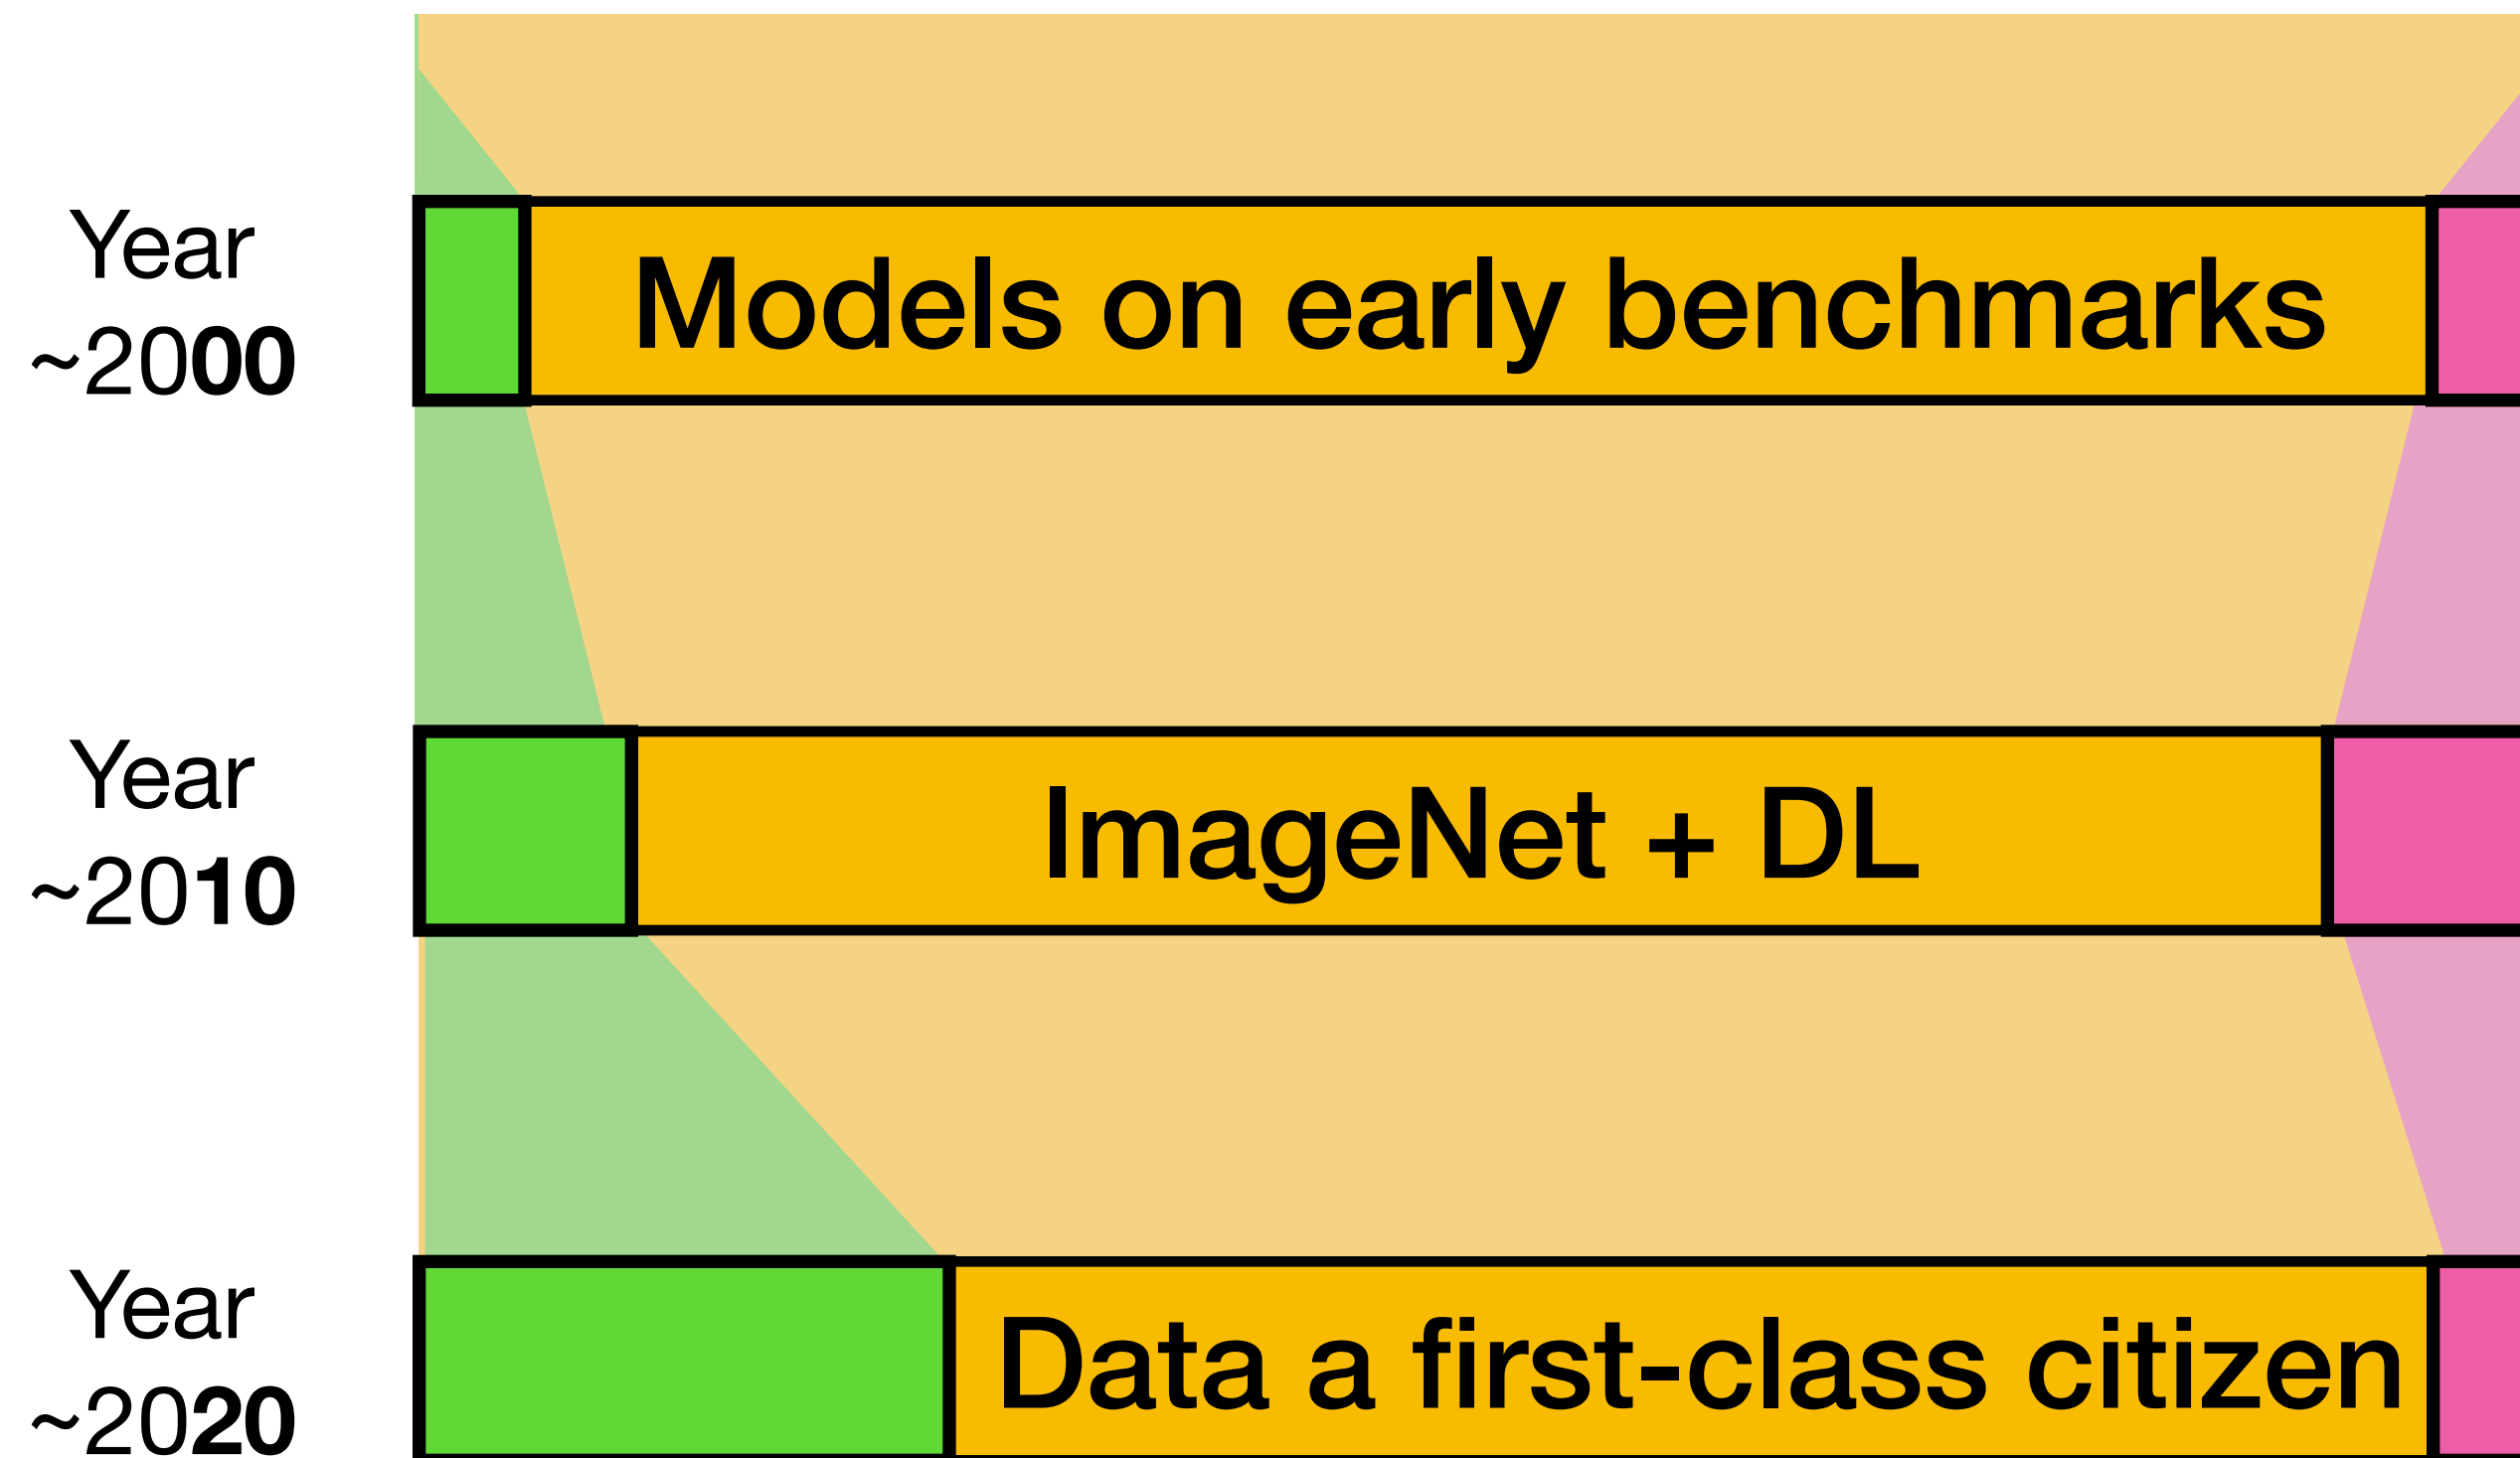 Year
~2000
Models on early benchmarks
Year
~2010
ImageNet + DL
Year
~2020
Data a first-class citizen